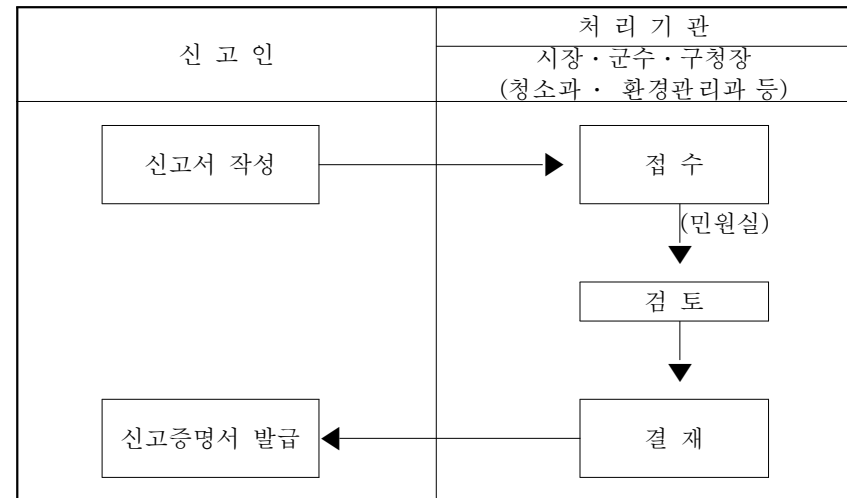 신 고 인
처 리 기 관
시장·군수·구청장
(청소과 · 환경관리과 등)
신고서 작성
접 수
(민원실)
검 토
신고증명서 발급
결 재